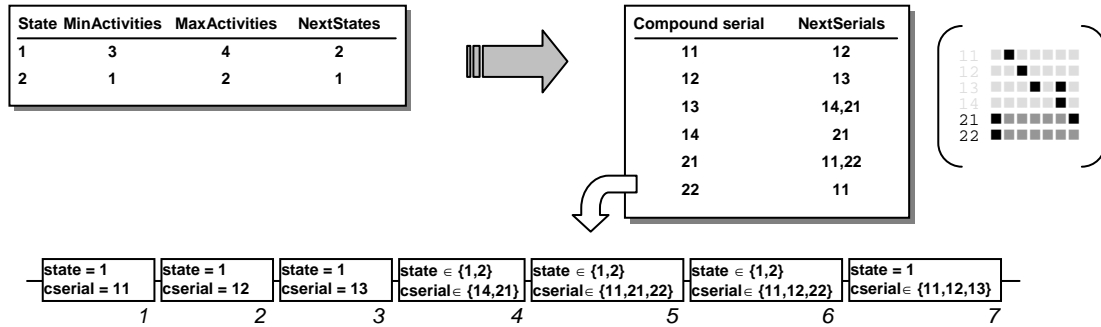 State MinActivities MaxActivities NextStates
1 3 4 2
2 1 2 1
Compound serial NextSerials
11 12
12 13
13 14,21
14 21
21 11,22
22 11
11
12
13
14
21
22
state = 1
cserial = 11
1
state = 1
cserial = 12
2
state = 1
cserial = 13
3
state ∈ {1,2}
cserial∈ {14,21}
4
state ∈ {1,2}
cserial∈ {11,21,22}
5
state ∈ {1,2}
cserial∈ {11,12,22}
6
state = 1
cserial∈ {11,12,13}
7